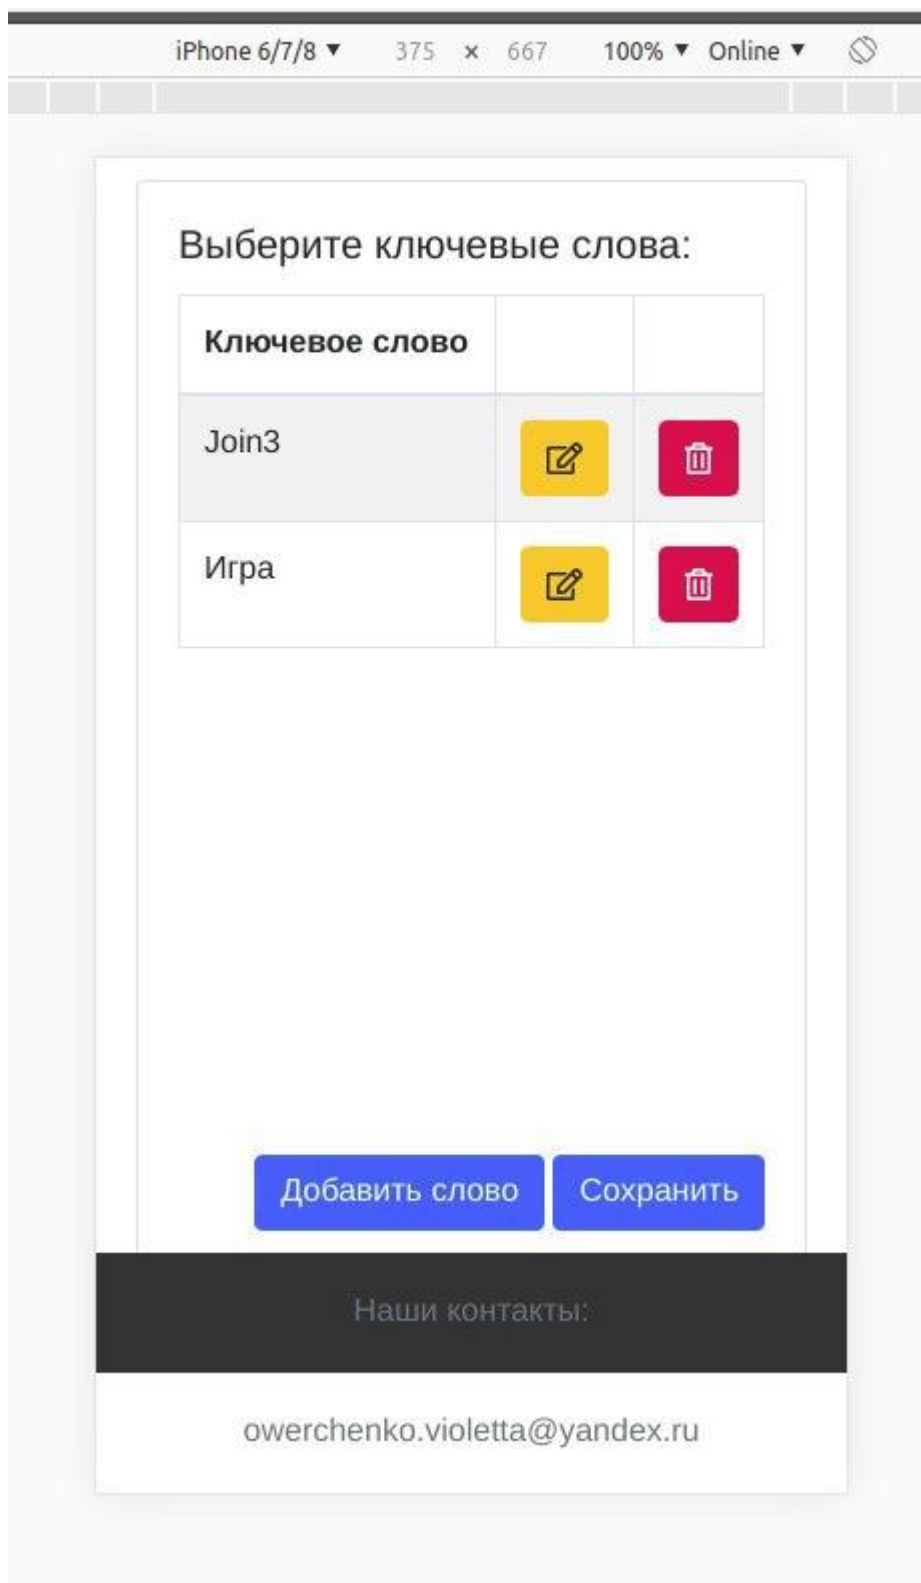 iPhone 6/7/8 ▼ 375 × 667 100% ▼ Online ▼
Выберите ключевые слова:
Ключевое слово
Join3
Игра
Добавить слово Сохранить
Наши контакты:
owerchenko.violetta@yandex.ru